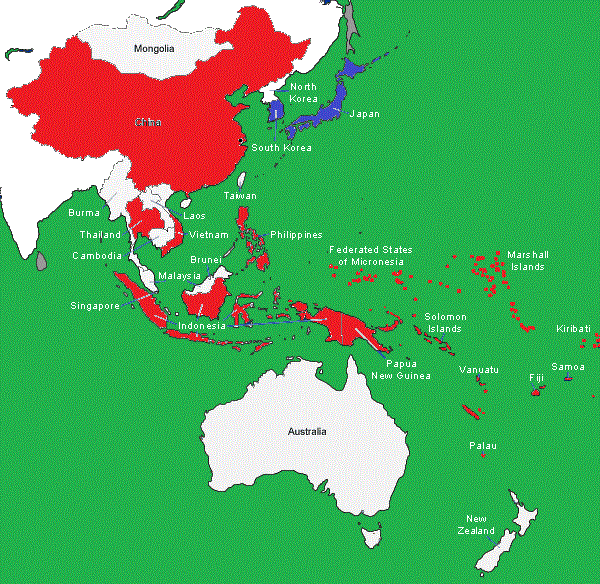 Mongolia
North
Korea
China
Japan
South Korea
Taiwan
Burma
Laos
Thailand
Vietnam
Philippines
Cambodia
Brunei
Federated States
of Micronesia
Marshall
Islands
Malaysia
Singapore
Indonesia
Solomon
Islands
Kiribati
Papua
New Guinea
Vanuatu
Samoa
Fiji
Australia
Palau
New
Zealand